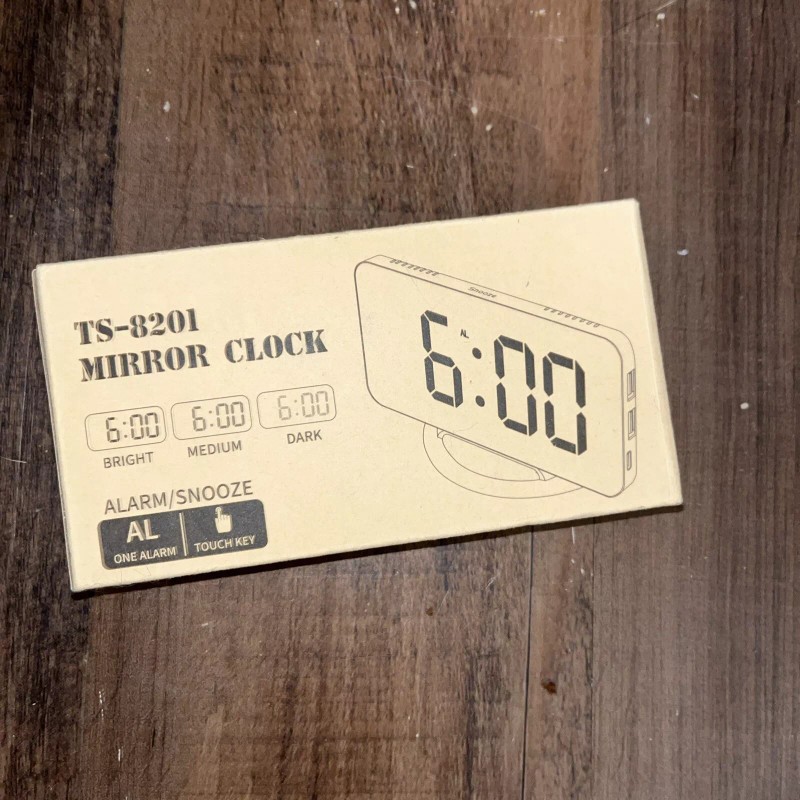 TS-8201
MIRROR CLOCK
6:00 6:00 6:00
BRIGHT MEDIUM DARK
ALARM/SNOOZE
AL
ONE ALARM TOUCH KEY
Snooze
AL
6:00